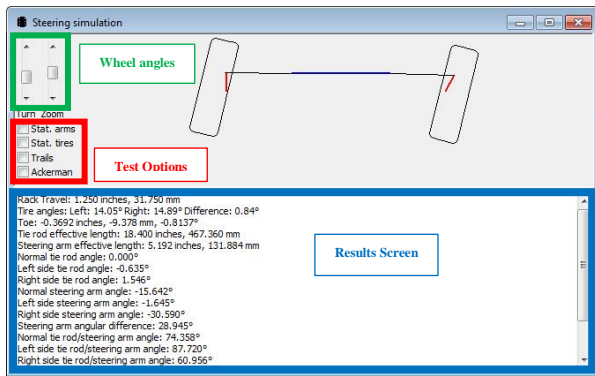 Steering simulation
Wheel angles
Turn Zoom
Stat. arms
Stat. tires
Trails
Ackerman
Test Options
Rack Travel: 1.250 inches, 31.750 mm
Tire angles: Left: 14.05° Right: 14.89° Difference: 0.84°
Toe: -0.3692 inches, -9.378 mm, -0.8137°
Tie rod effective length: 18.400 inches, 467.360 mm
Steering arm effective length: 5.192 inches, 131.884 mm
Normal tie rod angle: 0.000°
Left side tie rod angle: -0.635°
Right side tie rod angle: 1.546°
Normal steering arm angle: -15.642°
Left side steering arm angle: -1.645°
Right side steering arm angle: -30.590°
Steering arm angular difference: 28.945°
Normal tie rod/steering arm angle: 74.358°
Left side tie rod/steering arm angle: 87.720°
Right side tie rod/steering arm angle: 60.956°
Results Screen